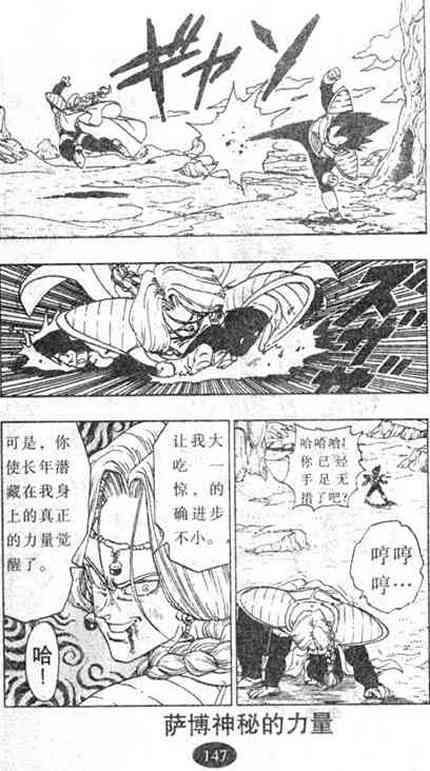 ギャン
ズザザ
哈哈哈！
你已经
手足无
措了吧？
哼哼
哼…
让我大
吃一
惊，的
确进步
不小。
可是，你
使长年潜
藏在我身
上的真正
的力量觉
醒了。
哈！
萨博神秘的力量
147